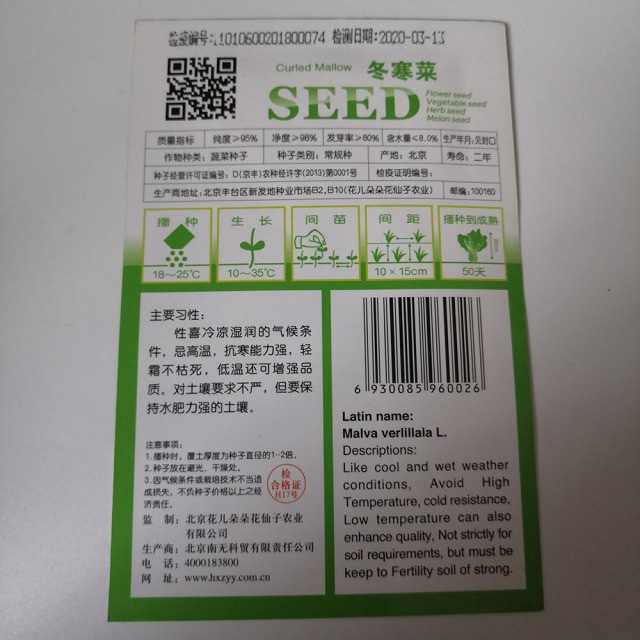 检疫编号:11010600201800074 检测日期:2020-03-13
Curled Mallow 冬寒菜
SEED
Flower seed
Vegetable seed
Herb seed
Melon seed
质量指标 纯度≥95% 净度≥98% 发芽率≥80% 含水量≤8.0% 生产年月:见封口
作物种类:蔬菜种子 种子类别:常规种 产地:北京 寿命:二年
种子经营许可证编号:D(京丰)农种经许字(2013)第0001号 检疫证明编号:
生产商地址:北京丰台区新发地种业市场B2,B10(花儿朵朵花仙子农业) 邮编:100160
播种 生长 间苗 间距 播种到成熟
18~25℃ 10~35℃ 10×15cm 50天
主要习性:
性喜冷凉湿润的气候条
件,忌高温,抗寒能力强,轻
霜不枯死,低温还可增强品
质。对土壤要求不严,但要保
持水肥力强的土壤。
注意事项:
1.播种时,覆土厚度为种子直径的1-2倍。
2.种子放在避光、干燥处。
3.因气候条件或栽培技术不当造
成损失,不负种子价格以上之经
济责任。
检
合格证
H17号
监制:北京花儿朵朵花仙子农业
有限公司
生产商:北京南无科贸有限责任公司
电话:4000183800
网址:www.hxzyy.com.cn
6 930085 960026
Latin name:
Malva verlillala L.
Descriptions:
Like cool and wet weather
conditions, Avoid High
Temperature, cold resistance,
Low temperature can also
enhance quality, Not strictly for
soil requirements, but must be
keep to Fertility soil of strong.